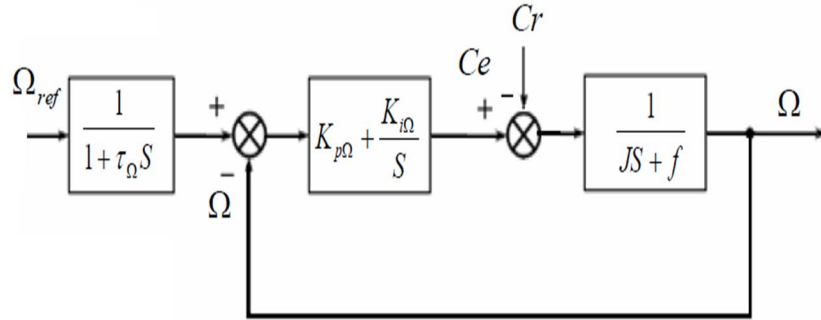 Cr
Ce
Ω_ref
1 / (1 + τ_Ω S)
+
−
Ω
K_pΩ + K_iΩ / S
+
−
1 / (JS + f)
Ω